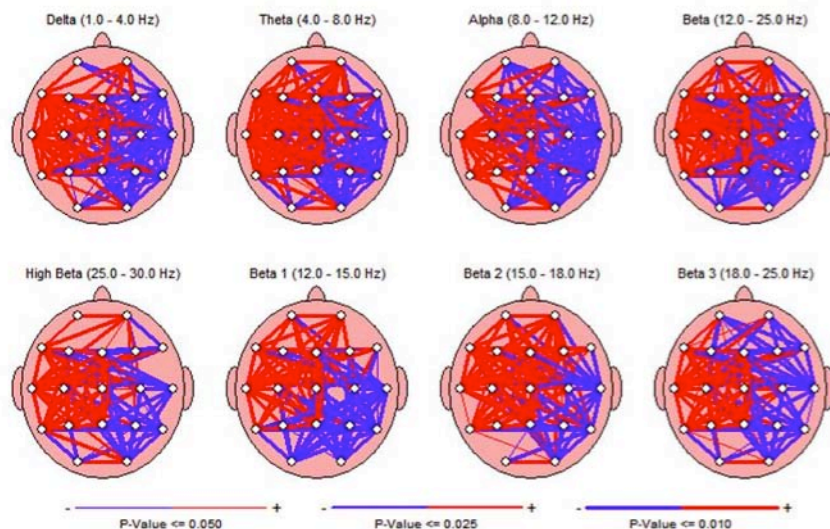 Delta (1.0 - 4.0 Hz) Theta (4.0 - 8.0 Hz) Alpha (8.0 - 12.0 Hz) Beta (12.0 - 25.0 Hz)
High Beta (25.0 - 30.0 Hz) Beta 1 (12.0 - 15.0 Hz) Beta 2 (15.0 - 18.0 Hz) Beta 3 (18.0 - 25.0 Hz)
- + - + - +
P-Value <= 0.050 P-Value <= 0.025 P-Value <= 0.010